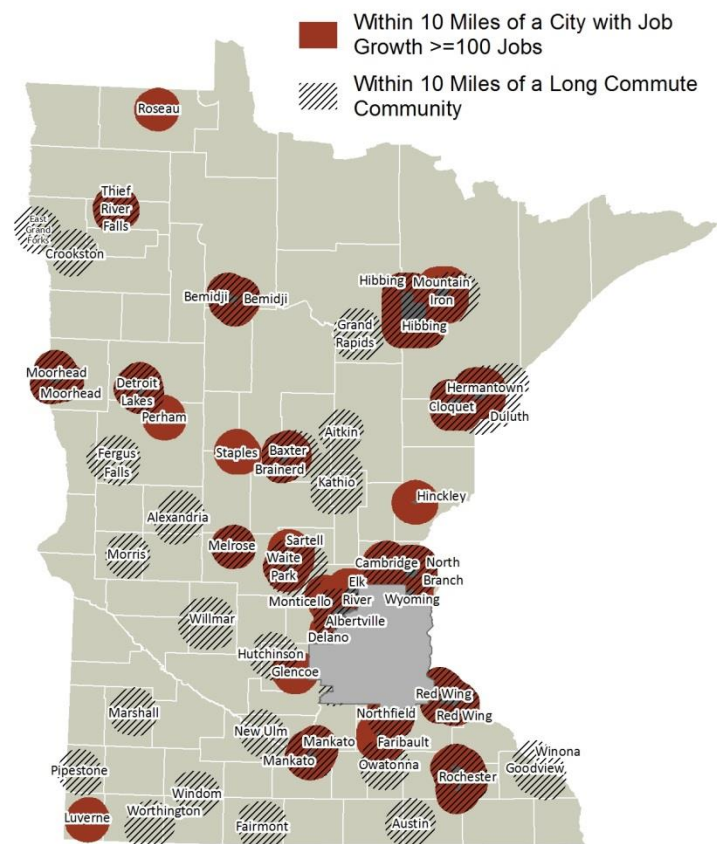 Within 10 Miles of a City with Job
Growth >=100 Jobs
Within 10 Miles of a Long Commute
Community
Roseau
Thief
River
Falls
East
Grand
Forks
Crookston
Bemidji
Bemidji
Hibbing
Mountain
Iron
Hibbing
Grand
Rapids
Moorhead
Moorhead
Detroit
Lakes
Perham
Hermantown
Cloquet
Duluth
Fergus
Falls
Staples
Baxter
Brainerd
Aitkin
Kathio
Alexandria
Hinckley
Morris
Melrose
Sartell
Waite
Park
Cambridge
North
Branch
Elk
River
Wyoming
Monticello
Albertville
Delano
Willmar
Hutchinson
Glencoe
Marshall
Red Wing
Red Wing
Northfield
New Ulm
Mankato
Mankato
Faribault
Owatonna
Winona
Goodview
Pipestone
Rochester
Windom
Luverne
Worthington
Fairmont
Austin